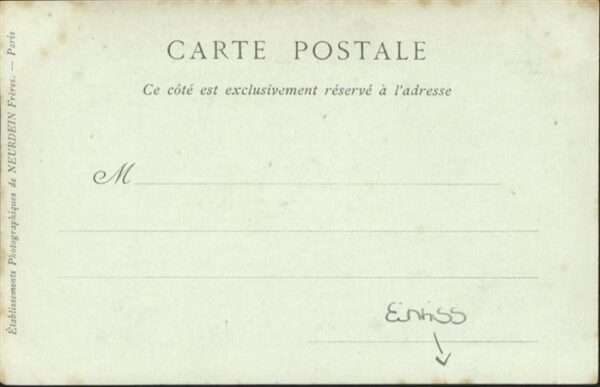 CARTE POSTALE
Ce côté est exclusivement réservé à l'adresse
M
Établissements Photographiques de NEURDEIN Frères. — Paris